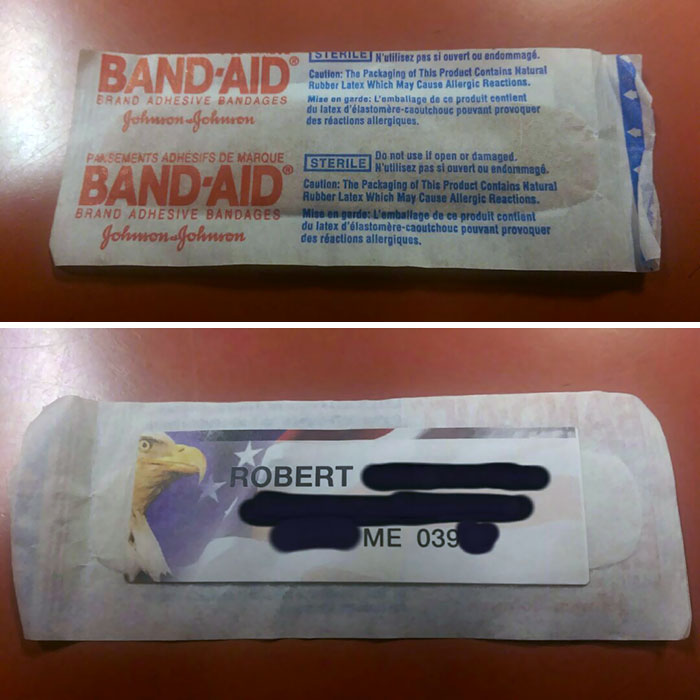 BAND-AID®
BRAND ADHESIVE BANDAGES
Johnson & Johnson
STERILE N'utilisez pas si ouvert ou endommagé.
Caution: The Packaging of This Product Contains Natural
Rubber Latex Which May Cause Allergic Reactions.
Mise en garde: L'emballage de ce produit contient
du latex d'élastomère-caoutchouc pouvant provoquer
des réactions allergiques.
PANSEMENTS ADHÉSIFS DE MARQUE
BAND-AID®
BRAND ADHESIVE BANDAGES
Johnson & Johnson
STERILE Do not use if open or damaged.
N'utilisez pas si ouvert ou endommagé.
Caution: The Packaging of This Product Contains Natural
Rubber Latex Which May Cause Allergic Reactions.
Mise en garde: L'emballage de ce produit contient
du latex d'élastomère-caoutchouc pouvant provoquer
des réactions allergiques.
ROBERT
ME 039